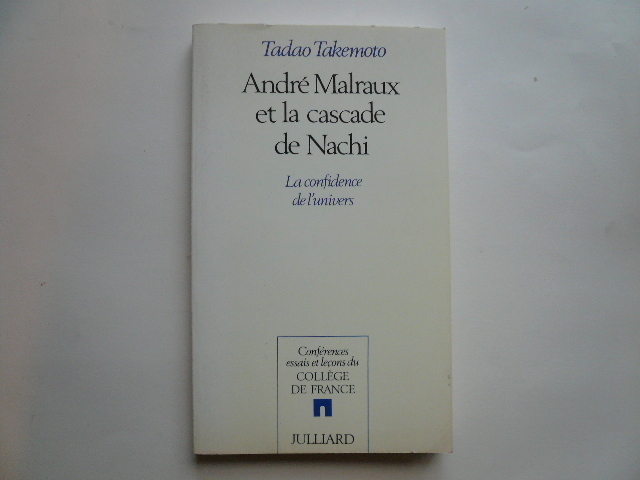 Tadao Takemoto
André Malraux
et la cascade
de Nachi
La confidence
de l'univers
Conférences
essais et leçons du
COLLÈGE
DE FRANCE
JULLIARD